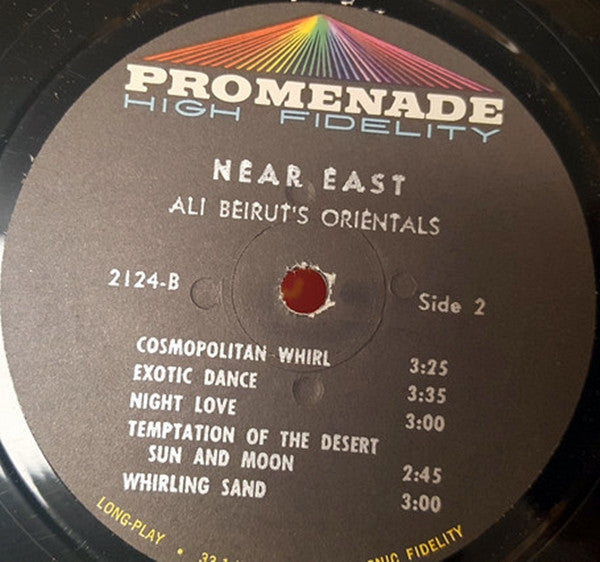 PROMENADE
HIGH FIDELITY
NEAR EAST
ALI BEIRUT'S ORIENTALS
2124-B
Side 2
COSMOPOLITAN WHIRL 3:25
EXOTIC DANCE 3:35
NIGHT LOVE 3:00
TEMPTATION OF THE DESERT
SUN AND MOON 2:45
WHIRLING SAND 3:00
LONG-PLAY • 33 FIDELITY